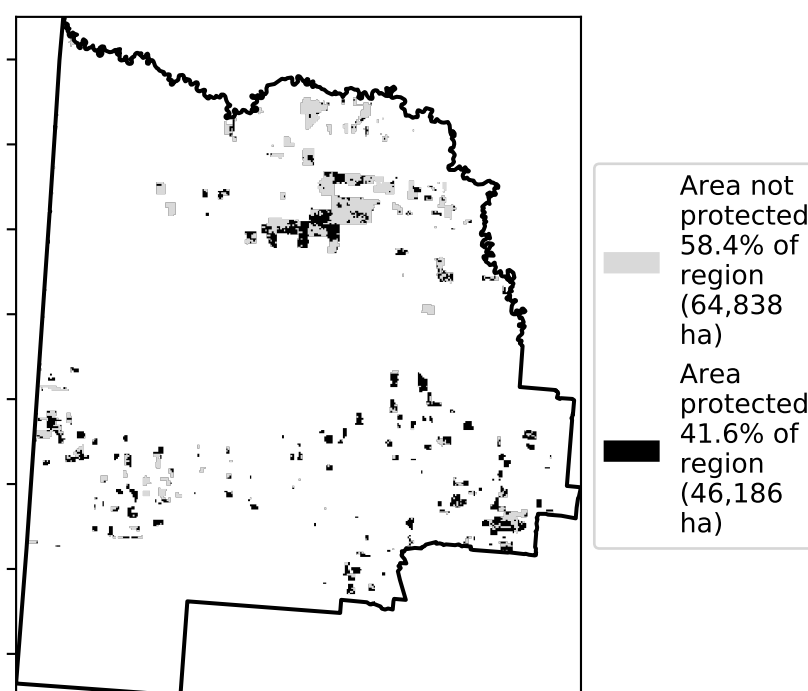 Area not
protected
58.4% of
region
(64,838
ha)
Area
protected
41.6% of
region
(46,186
ha)